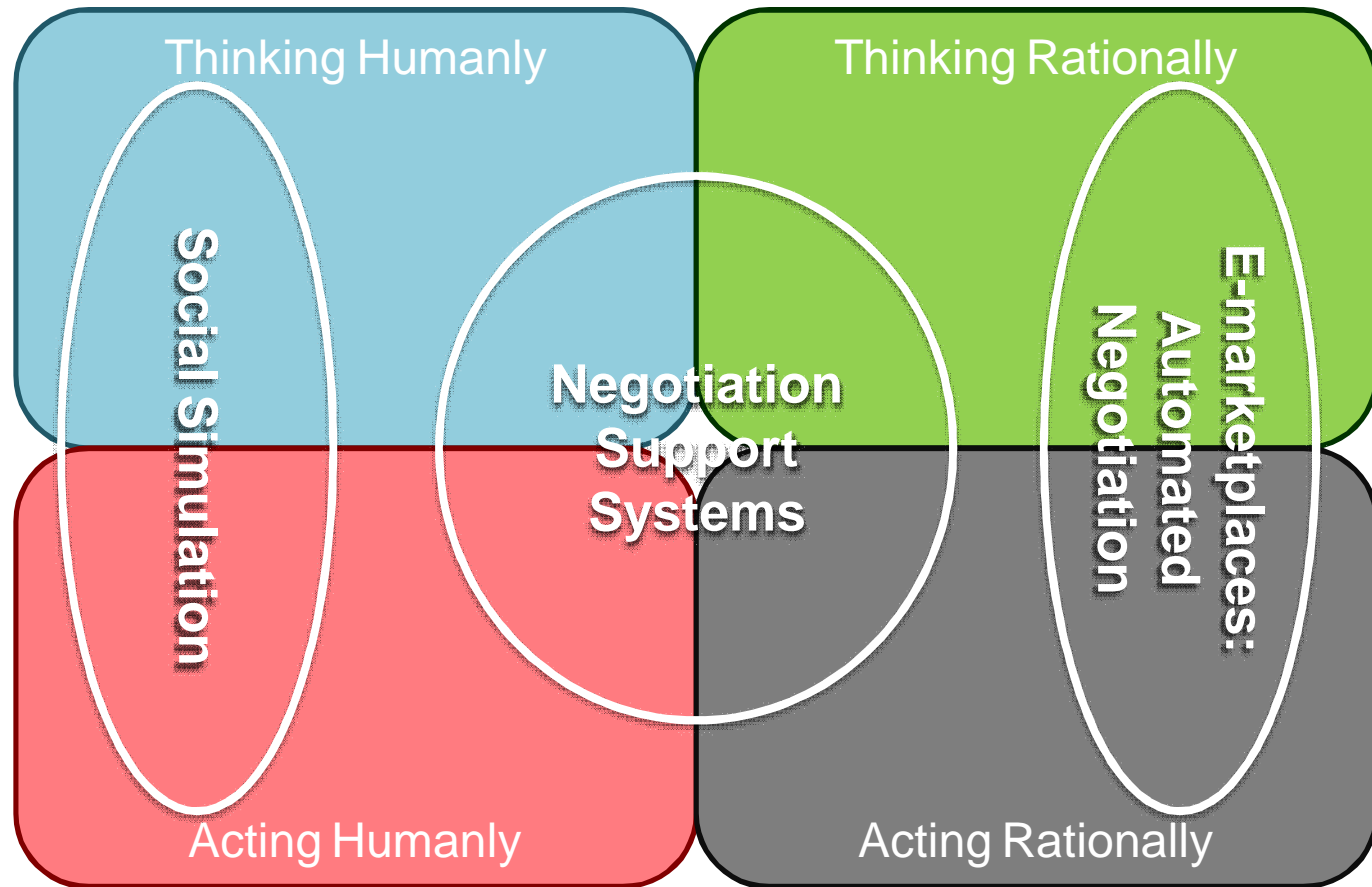 Thinking Humanly
Thinking Rationally
Social Simulation
Negotiation
Support
Systems
E-marketplaces:
Automated
Negotiation
Acting Humanly
Acting Rationally